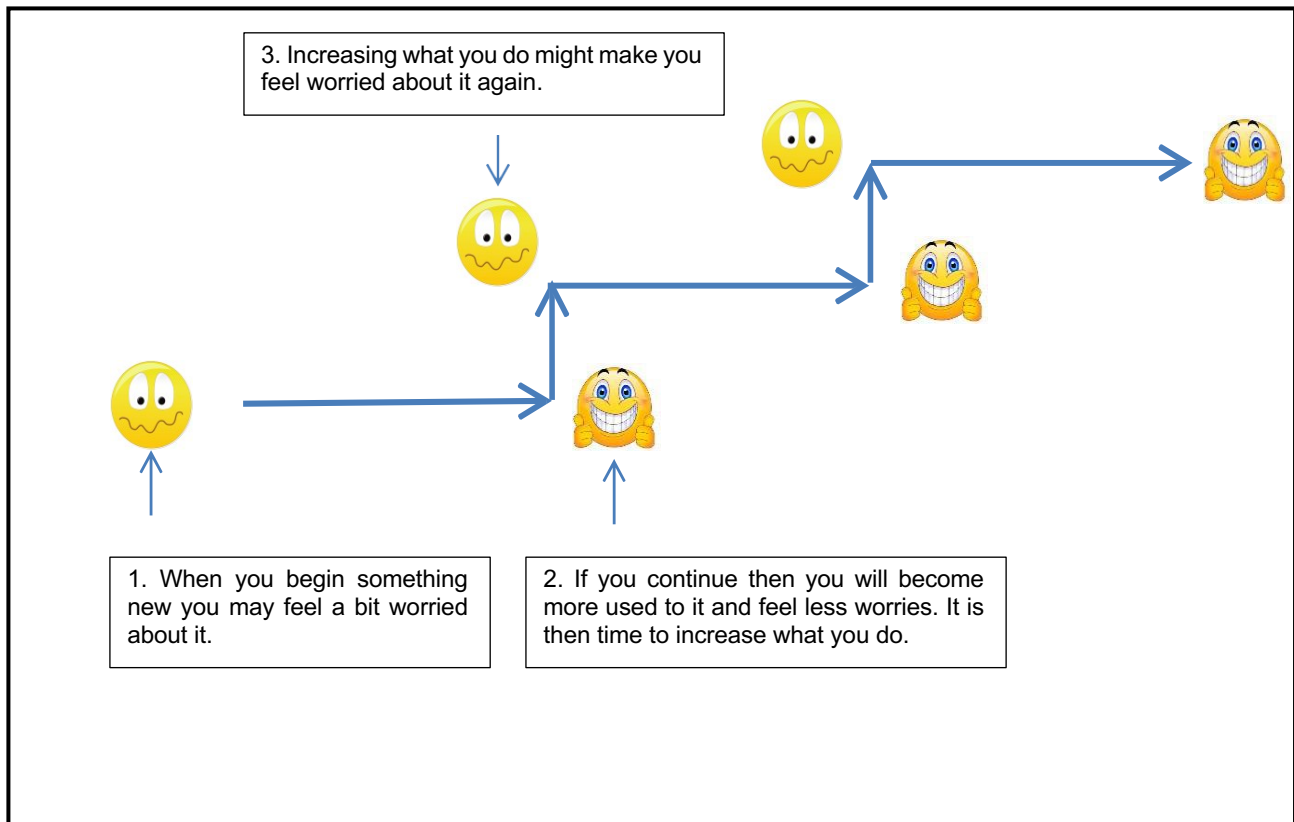 3. Increasing what you do might make you
feel worried about it again.
1. When you begin something
new you may feel a bit worried
about it.
2. If you continue then you will become
more used to it and feel less worries. It is
then time to increase what you do.